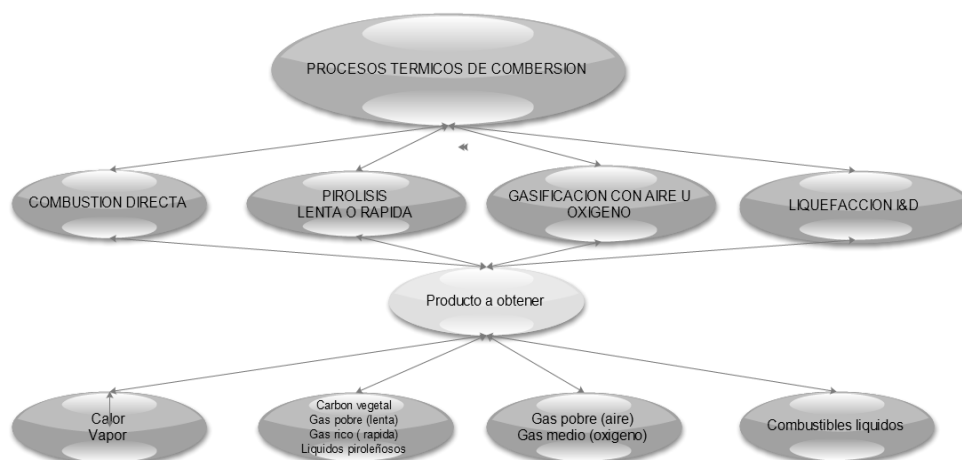 PROCESOS TERMICOS DE COMBERSION
COMBUSTION DIRECTA
PIROLISIS
LENTA O RAPIDA
GASIFICACION CON AIRE U
OXIGENO
LIQUEFACCION I&D
Producto a obtener
Calor
Vapor
Carbon vegetal
Gas pobre (lenta)
Gas rico ( rapida)
Liquidos piroleñosos
Gas pobre (aire)
Gas medio (oxigeno)
Combustibles liquidos